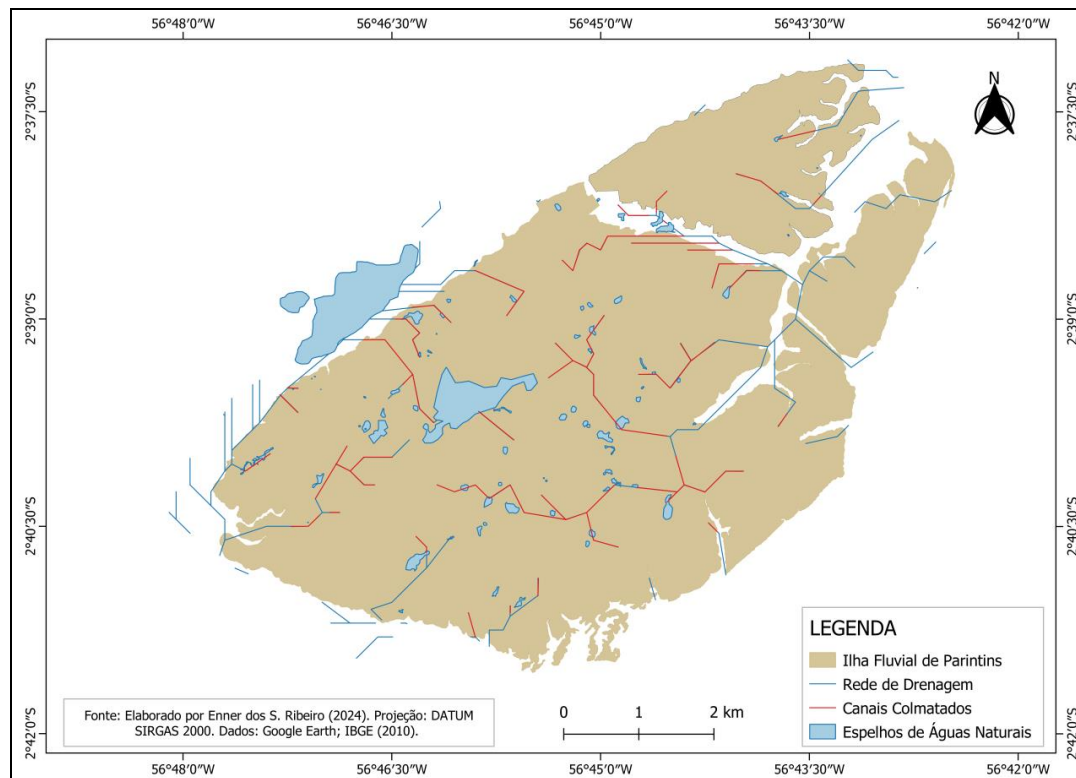 56°48'0"W 56°46'30"W 56°45'0"W 56°43'30"W 56°42'0"W
2°37'30"S 2°37'30"S
N
2°39'0"S 2°39'0"S
2°40'30"S 2°40'30"S
LEGENDA
Ilha Fluvial de Parintins
Rede de Drenagem
Canais Colmatados
Espelhos de Águas Naturais
Fonte: Elaborado por Enner dos S. Ribeiro (2024). Projeção: DATUM
SIRGAS 2000. Dados: Google Earth; IBGE (2010).
0 1 2 km
2°42'0"S 2°42'0"S
56°48'0"W 56°46'30"W 56°45'0"W 56°43'30"W 56°42'0"W